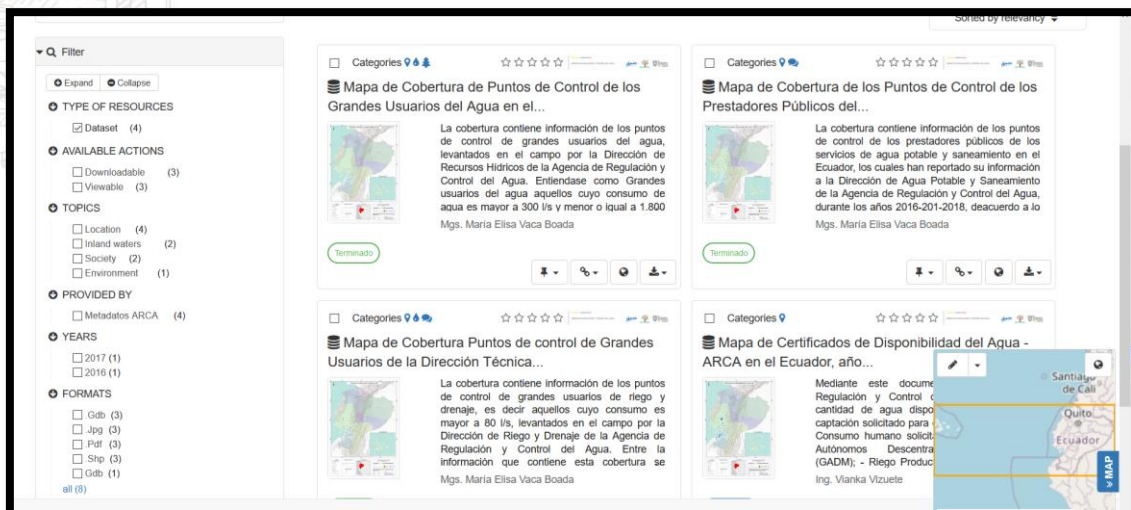 Sorted by relevancy
Filter
Expand Collapse
TYPE OF RESOURCES
Dataset (4)
AVAILABLE ACTIONS
Downloadable (3)
Viewable (3)
TOPICS
Location (4)
Inland waters (2)
Society (2)
Environment (1)
PROVIDED BY
Metadatos ARCA (4)
YEARS
2017 (1)
2016 (1)
FORMATS
.Gdb (3)
.Jpg (3)
.Pdf (3)
.Shp (3)
Gdb (1)
all (8)
Categories
Mapa de Cobertura de Puntos de Control de los
Grandes Usuarios del Agua en el...
La cobertura contiene información de los puntos
de control de grandes usuarios del agua,
levantados en el campo por la Dirección de
Recursos Hídricos de la Agencia de Regulación y
Control del Agua. Entiendase como Grandes
usuarios del agua aquellos cuyo consumo de
agua es mayor a 300 l/s y menor o igual a 1.800
Mgs. María Elisa Vaca Boada
Terminado
Categories
Mapa de Cobertura de los Puntos de Control de los
Prestadores Públicos del...
La cobertura contiene información de los puntos
de control de los prestadores públicos de los
servicios de agua potable y saneamiento en el
Ecuador, los cuales han reportado su información
a la Dirección de Agua Potable y Saneamiento
de la Agencia de Regulación y Control del Agua,
durante los años 2016-201-2018, deacuerdo a lo
Mgs. María Elisa Vaca Boada
Terminado
Categories
Mapa de Cobertura Puntos de control de Grandes
Usuarios de la Dirección Técnica...
La cobertura contiene información de los puntos
de control de grandes usuarios de riego y
drenaje, es decir aquellos cuyo consumo es
mayor a 80 l/s, levantados en el campo por la
Dirección de Riego y Drenaje de la Agencia de
Regulación y Control del Agua. Entre la
información que contiene esta cobertura se
Mgs. María Elisa Vaca Boada
Categories
Mapa de Certificados de Disponibilidad del Agua -
ARCA en el Ecuador, año...
Mediante este docume
Regulación y Control d
cantidad de agua dispo
captación solicitado para
Consumo humano solicit
Autónomos Descentra
(GADM); - Riego Produc
Ing. Vianka Vizuete
Santiago
de Cali
Quito
Ecuador
MAP